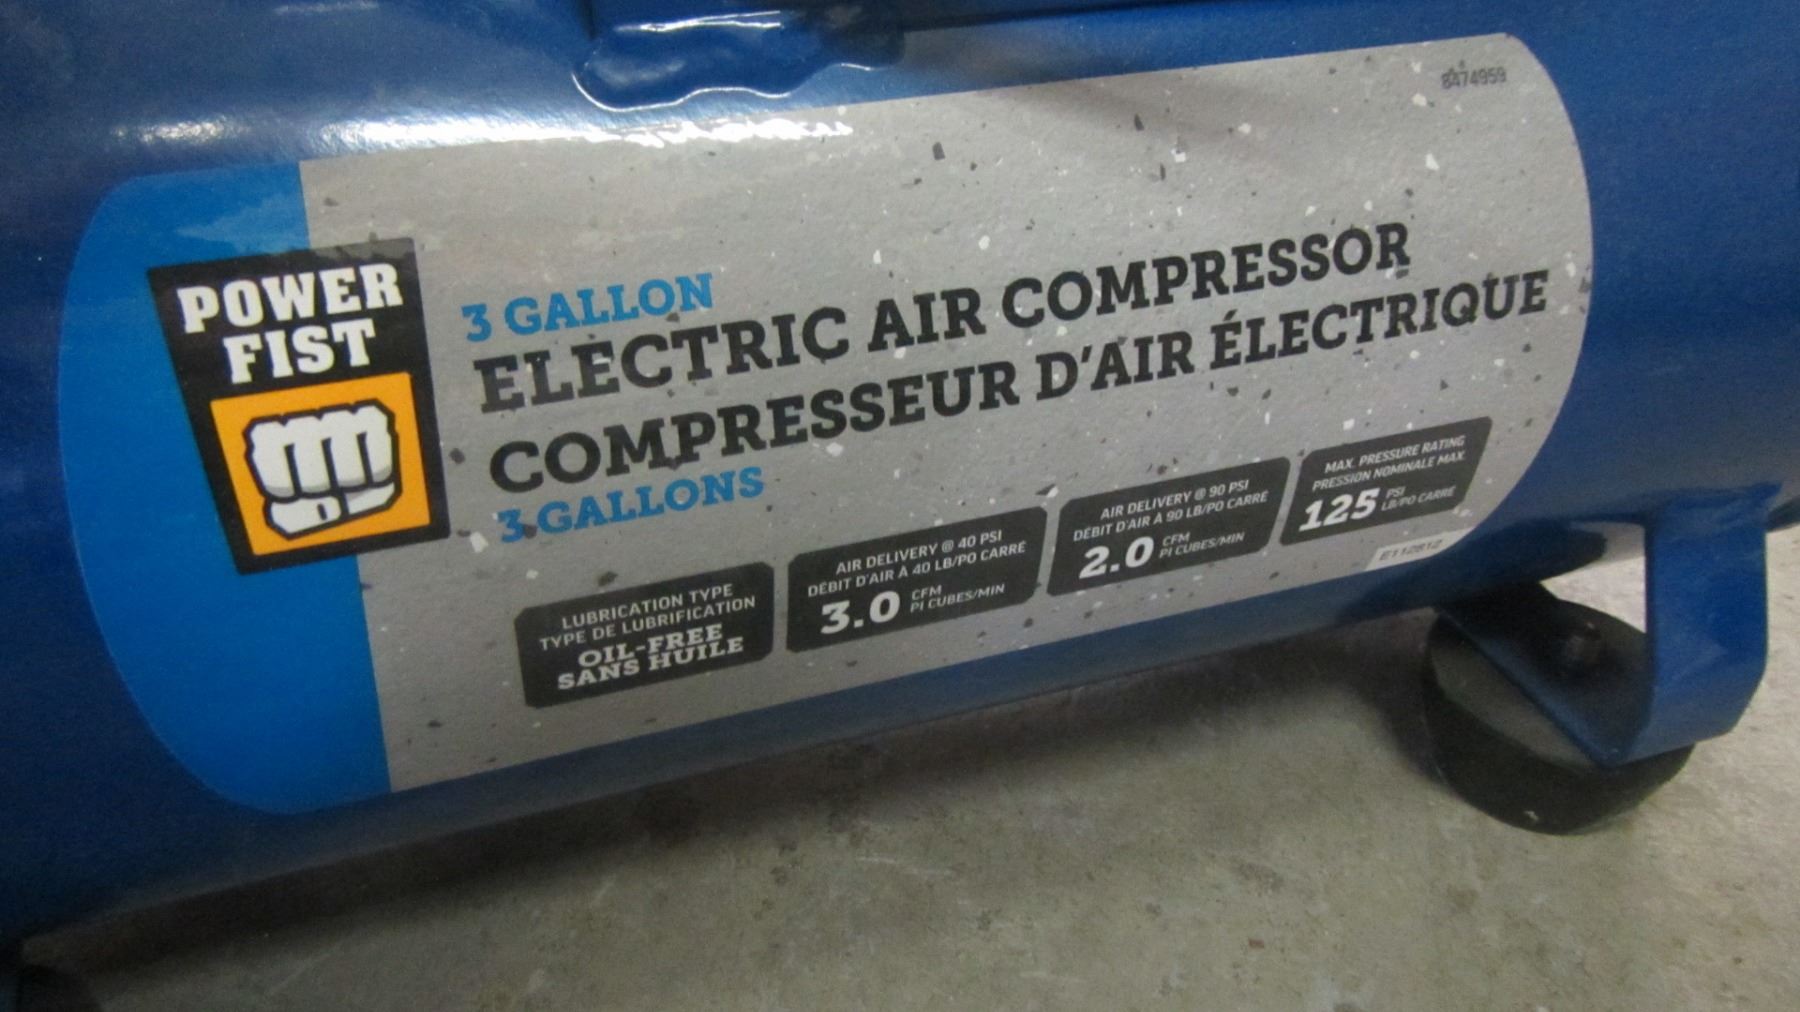 8474959
POWER
FIST
3 GALLON
ELECTRIC AIR COMPRESSOR
COMPRESSEUR D'AIR ÉLECTRIQUE
3 GALLONS
LUBRICATION TYPE
TYPE DE LUBRIFICATION
OIL-FREE
SANS HUILE
AIR DELIVERY @ 40 PSI
DÉBIT D'AIR À 40 LB/PO CARRÉ
3.0 CFM
PI CUBES/MIN
AIR DELIVERY @ 90 PSI
DÉBIT D'AIR À 90 LB/PO CARRÉ
2.0 CFM
PI CUBES/MIN
MAX. PRESSURE RATING
PRESSION NOMINALE MAX.
125 PSI
LB/PO CARRÉ